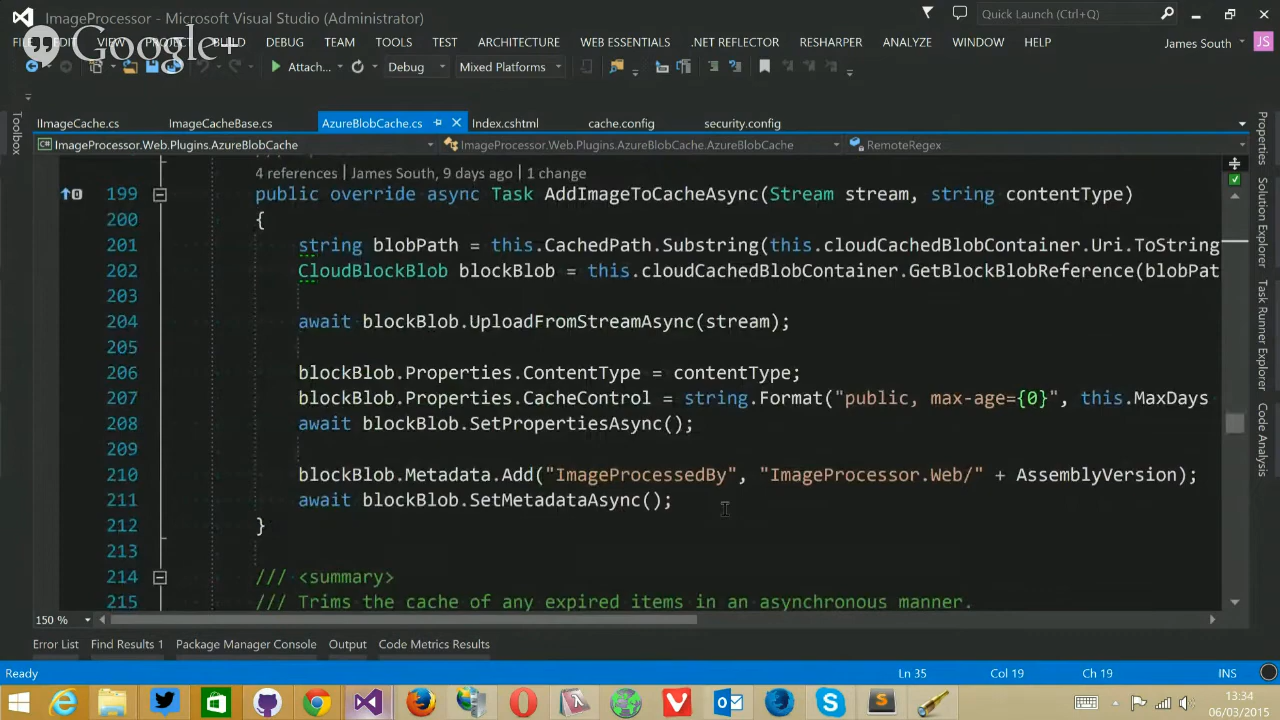 ImageProcessor - Microsoft Visual Studio (Administrator)
Quick Launch (Ctrl+Q)
Google+
FILE EDIT VIEW PROJECT BUILD DEBUG TEAM TOOLS TEST ARCHITECTURE WEB ESSENTIALS .NET REFLECTOR RESHARPER ANALYZE WINDOW HELP James South JS
Attach... Debug Mixed Platforms
IImageCache.cs ImageCacheBase.cs AzureBlobCache.cs Index.cshtml cache.config security.config
ImageProcessor.Web.Plugins.AzureBlobCache ImageProcessor.Web.Plugins.AzureBlobCache.AzureBlobCache RemoteRegex
4 references | James South, 9 days ago | 1 change
199 public override async Task AddImageToCacheAsync(Stream stream, string contentType)
200 {
201 string blobPath = this.CachedPath.Substring(this.cloudCachedBlobContainer.Uri.ToString
202 CloudBlockBlob blockBlob = this.cloudCachedBlobContainer.GetBlockBlobReference(blobPat
203
204 await blockBlob.UploadFromStreamAsync(stream);
205
206 blockBlob.Properties.ContentType = contentType;
207 blockBlob.Properties.CacheControl = string.Format("public, max-age={0}", this.MaxDays
208 await blockBlob.SetPropertiesAsync();
209
210 blockBlob.Metadata.Add("ImageProcessedBy", "ImageProcessor.Web/" + AssemblyVersion);
211 await blockBlob.SetMetadataAsync();
212 }
213
214 /// <summary>
215 /// Trims the cache of any expired items in an asynchronous manner.
150 %
Toolbox
Properties
Solution Explorer
Task Runner Explorer
Code Analysis
Error List Find Results 1 Package Manager Console Output Code Metrics Results
Ready Ln 35 Col 19 Ch 19 INS
13:34
06/03/2015